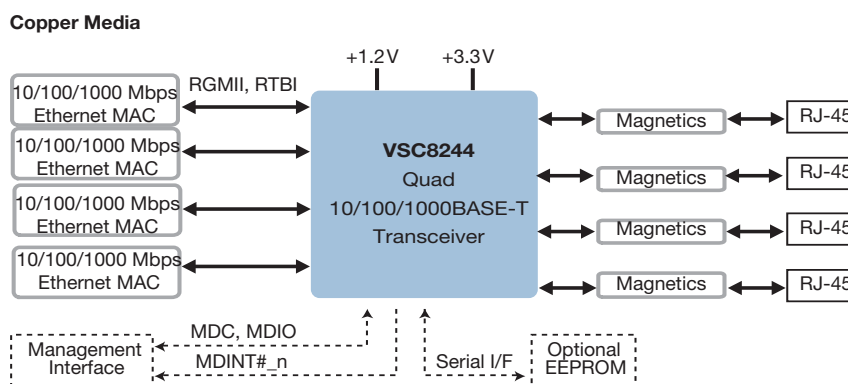 Copper Media
+1.2V +3.3V
10/100/1000 Mbps
Ethernet MAC
RGMII, RTBI
10/100/1000 Mbps
Ethernet MAC
10/100/1000 Mbps
Ethernet MAC
10/100/1000 Mbps
Ethernet MAC
VSC8244
Quad
10/100/1000BASE-T
Transceiver
Magnetics
RJ-45
Magnetics
RJ-45
Magnetics
RJ-45
Magnetics
RJ-45
Management
Interface
MDC, MDIO
MDINT#_n
Serial I/F
Optional
EEPROM